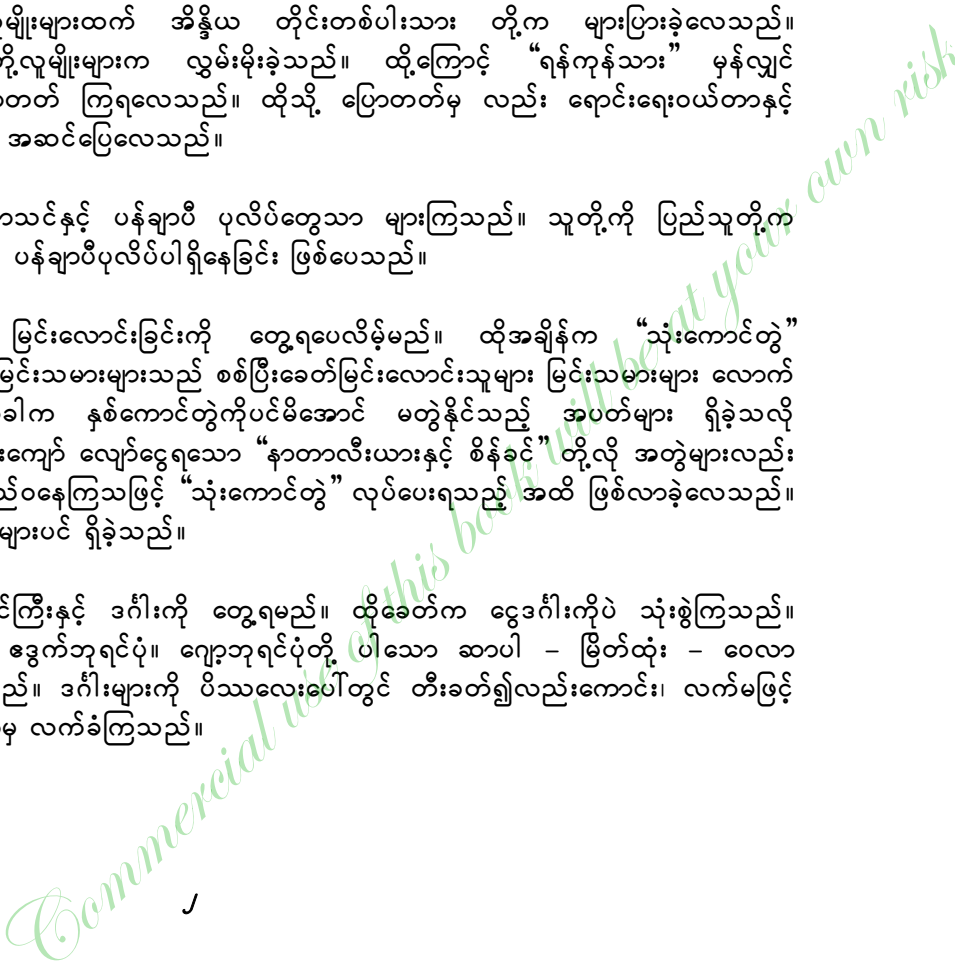 လူမျိုးများထက် အိန္ဒိယ တိုင်းတစ်ပါးသား တို့က များပြားခဲ့လေသည်။
တို့လူမျိုးများက လွှမ်းမိုးခဲ့သည်။ ထို့ကြောင့် “ရန်ကုန်သား” မှန်လျှင်
တတ် ကြရလေသည်။ ထိုသို့ ပြောတတ်မှ လည်း ရောင်းရေးဝယ်တာနှင့်
အဆင်ပြေလေသည်။
သင်နှင့် ပန်ချာပီ ပုလိပ်တွေသာ များကြသည်။ သူတို့ကို ပြည်သူတို့က
ပန်ချာပီပုလိပ်ပါရှိနေခြင်း ဖြစ်ပေသည်။
မြင်းလောင်းခြင်းကို တွေ့ရပေလိမ့်မည်။ ထိုအချိန်က “သုံးကောင်တွဲ”
မြင်းသမားများသည် စစ်ပြီးခေတ်မြင်းလောင်းသူများ မြင်းသမားများ လောက်
ခါက နှစ်ကောင်တွဲကိုပင်မိအောင် မတွဲနိုင်သည့် အပတ်များ ရှိခဲ့သလို
ကျော် လျော်ငွေရသော “နာတာလီးယားနှင့် စိန်ခင်” တို့လို အတွဲများလည်း
ည်ဝနေကြသဖြင့် “သုံးကောင်တွဲ” လုပ်ပေးရသည့် အထိ ဖြစ်လာခဲ့လေသည်။
များပင် ရှိခဲ့သည်။
င်ကြီးနှင့် ဒင်္ဂါးကို တွေ့ရမည်။ ထိုခေတ်က ငွေဒင်္ဂါးကိုပဲ သုံးစွဲကြသည်။
ဧဒွက်ဘုရင်ပုံ။ ဂျော့ဘုရင်ပုံတို့ ပါသော ဆာပါ – မြိတ်ထုံး – ဝေလာ
ည်။ ဒင်္ဂါးများကို ပိဿလေးပေါ်တွင် တီးခတ်၍လည်းကောင်း၊ လက်မဖြင့်
မှ လက်ခံကြသည်။
Commercial use of this book will be at your own risk
၂